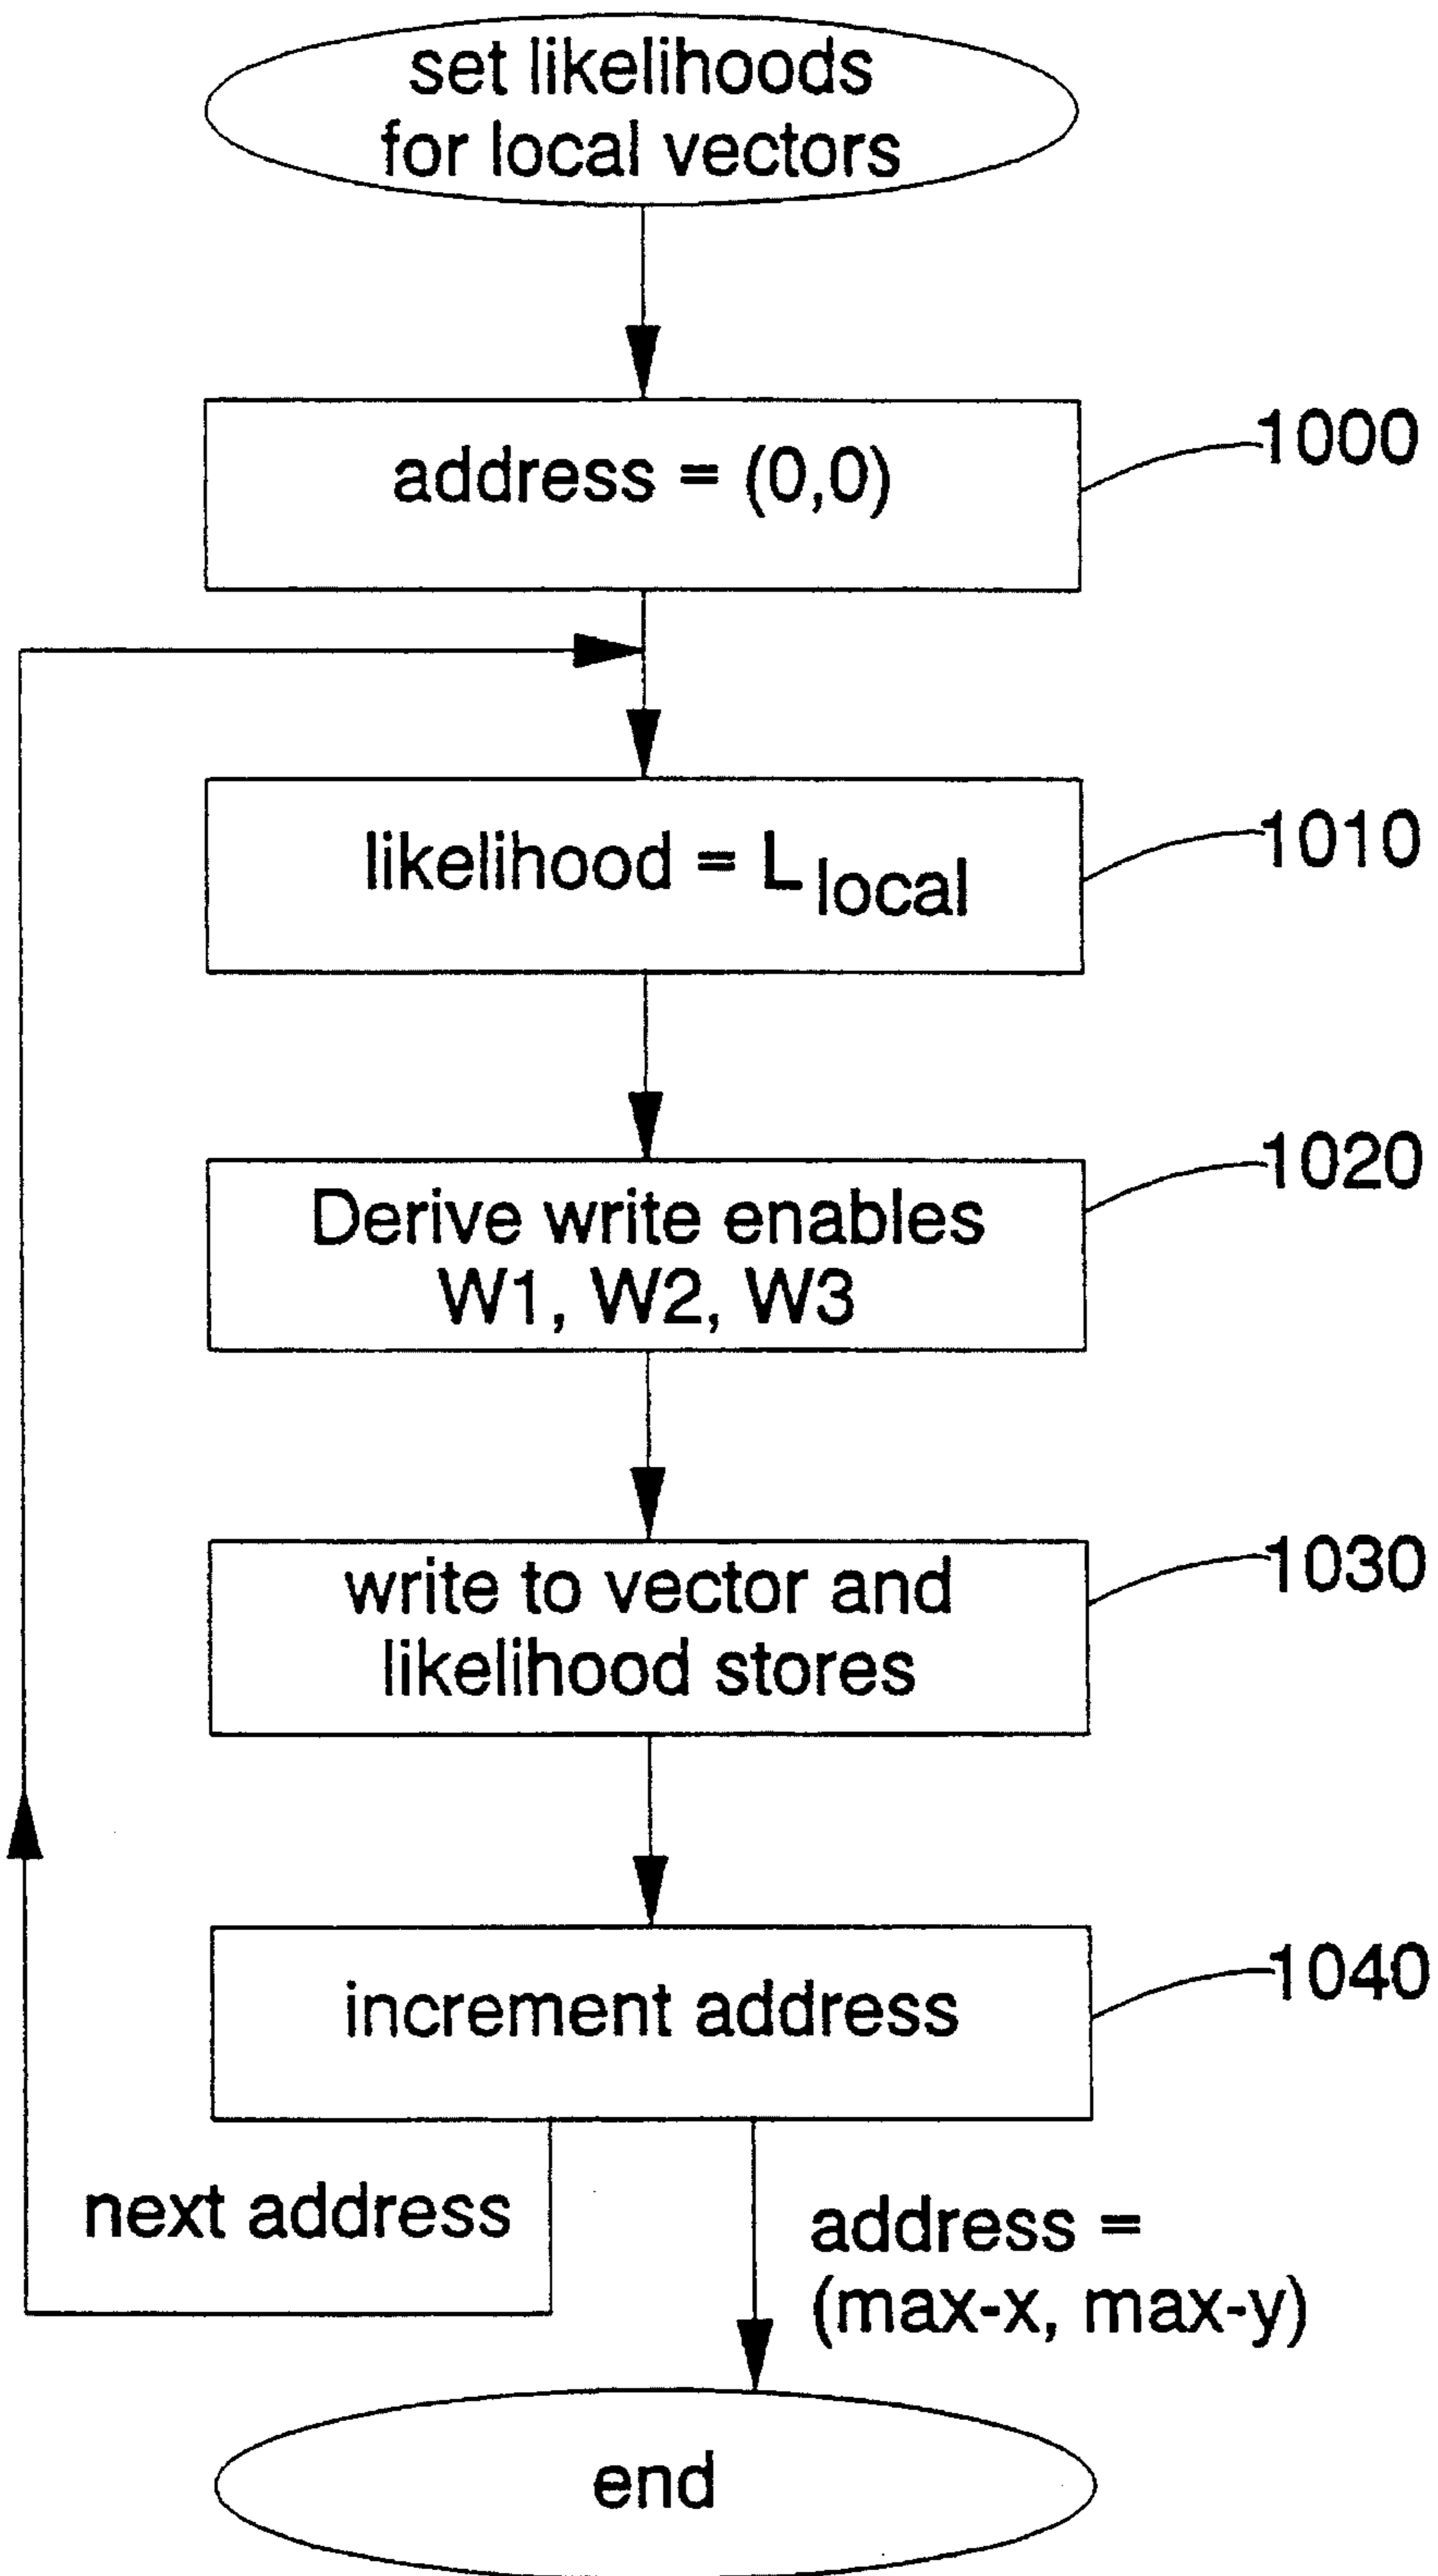 set likelihoods
for local vectors
address = (0,0)
1000
likelihood = L local
1010
Derive write enables
W1, W2, W3
1020
write to vector and
likelihood stores
1030
increment address
1040
next address
address =
(max-x, max-y)
end